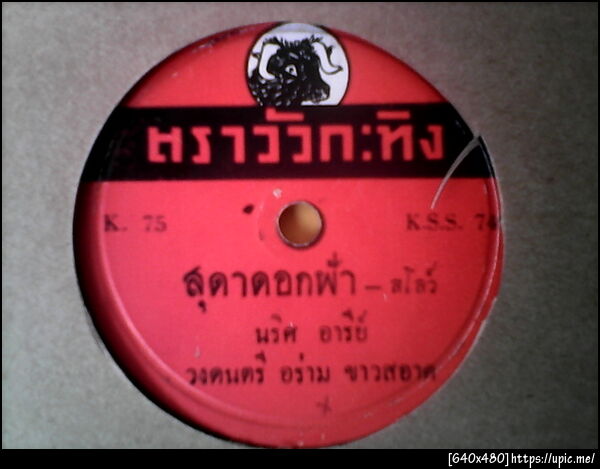 ตราวัวกะทิง
K. 75
K.S.S. 74
สุดาดอกฟ้า – สโลว์
นริศ อารีย์
วงดนตรี อร่าม ขาวสอาด
[640x480]https://upic.me/